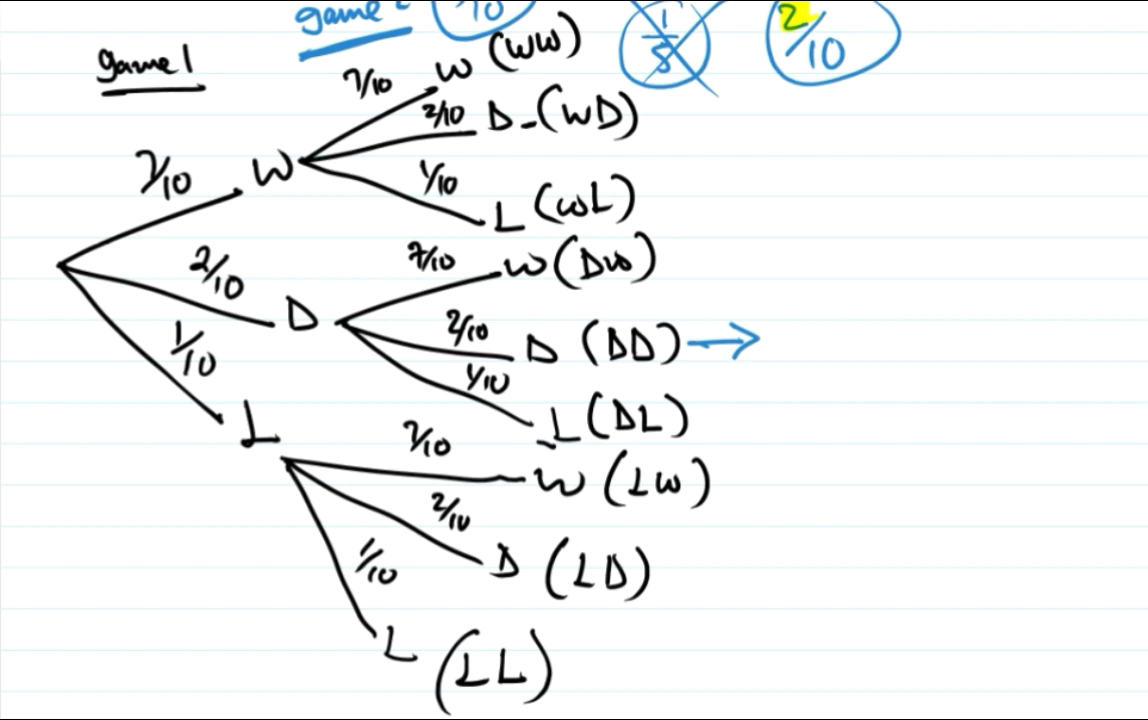 game
10
1/8
2/10
game 1
7/10 W (WW)
2/10 D - (WD)
7/10 W
1/10 L (WL)
7/10 W (DW)
2/10 D
2/10 D (DD) →
1/10
1/10 L (DL)
L
7/10 W (LW)
2/10 D (LD)
1/10 L (LL)